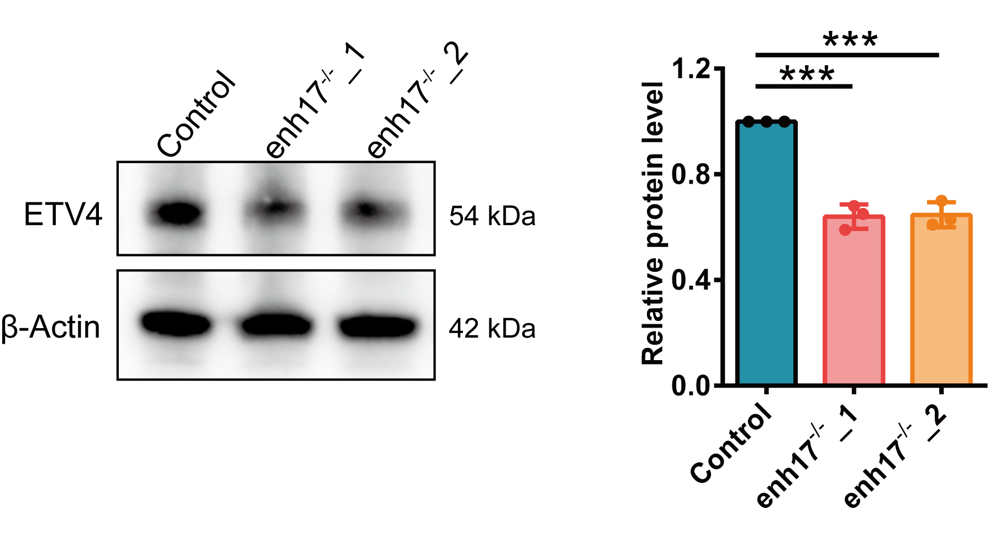 Control
enh17-/-_1
enh17-/-_2
ETV4
54 kDa
β-Actin
42 kDa
***
***
Relative protein level
1.2
0.8
0.4
0.0
Control
enh17-/-_1
enh17-/-_2